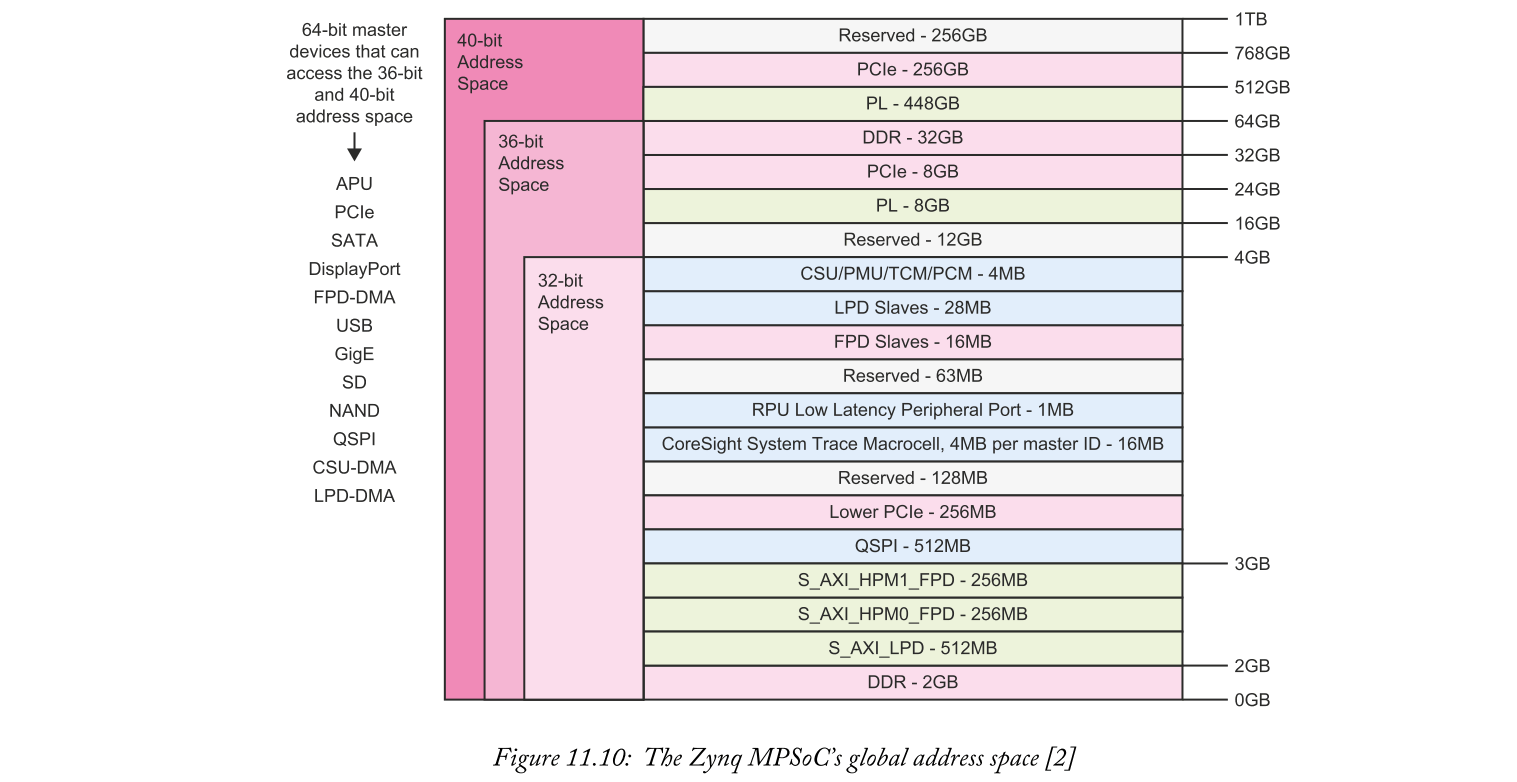 64-bit master
devices that can
access the 36-bit
and 40-bit
address space
APU
PCIe
SATA
DisplayPort
FPD-DMA
USB
GigE
SD
NAND
QSPI
CSU-DMA
LPD-DMA
40-bit
Address
Space
36-bit
Address
Space
32-bit
Address
Space
Reserved - 256GB
PCIe - 256GB
PL - 448GB
DDR - 32GB
PCIe - 8GB
PL - 8GB
Reserved - 12GB
CSU/PMU/TCM/PCM - 4MB
LPD Slaves - 28MB
FPD Slaves - 16MB
Reserved - 63MB
RPU Low Latency Peripheral Port - 1MB
CoreSight System Trace Macrocell, 4MB per master ID - 16MB
Reserved - 128MB
Lower PCIe - 256MB
QSPI - 512MB
S_AXI_HPM1_FPD - 256MB
S_AXI_HPM0_FPD - 256MB
S_AXI_LPD - 512MB
DDR - 2GB
1TB
768GB
512GB
64GB
32GB
24GB
16GB
4GB
3GB
2GB
0GB
Figure 11.10: The Zynq MPSoC's global address space [2]